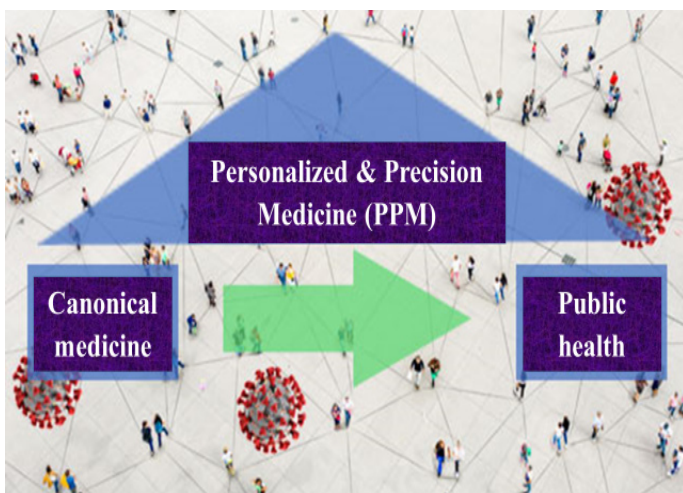 Personalized & Precision
Medicine (PPM)
Canonical
medicine
Public
health